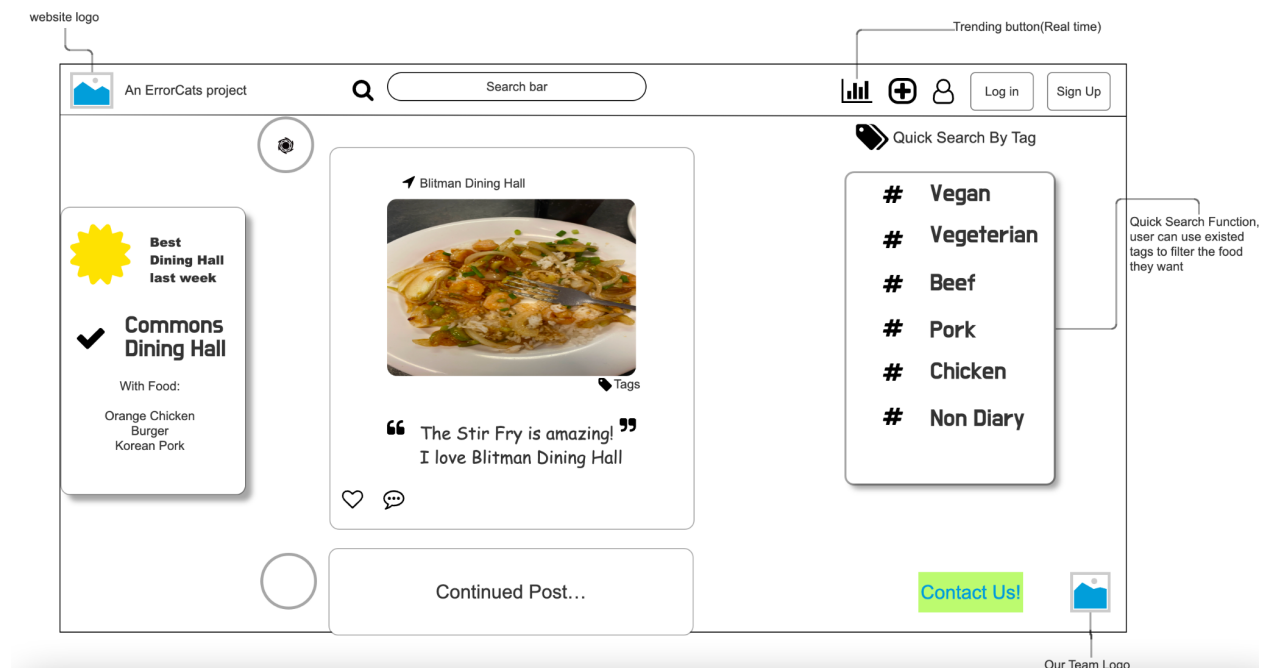 website logo
Trending button(Real time)
An ErrorCats project
Search bar
Log in
Sign Up
Quick Search By Tag
Blitman Dining Hall
Best
Dining Hall
last week
Commons
Dining Hall
With Food:
Orange Chicken
Burger
Korean Pork
Tags
❝ The Stir Fry is amazing! ❞
I love Blitman Dining Hall
# Vegan
# Vegeterian
# Beef
# Pork
# Chicken
# Non Diary
Quick Search Function,
user can use existed
tags to filter the food
they want
Continued Post...
Contact Us!
Our Team Logo